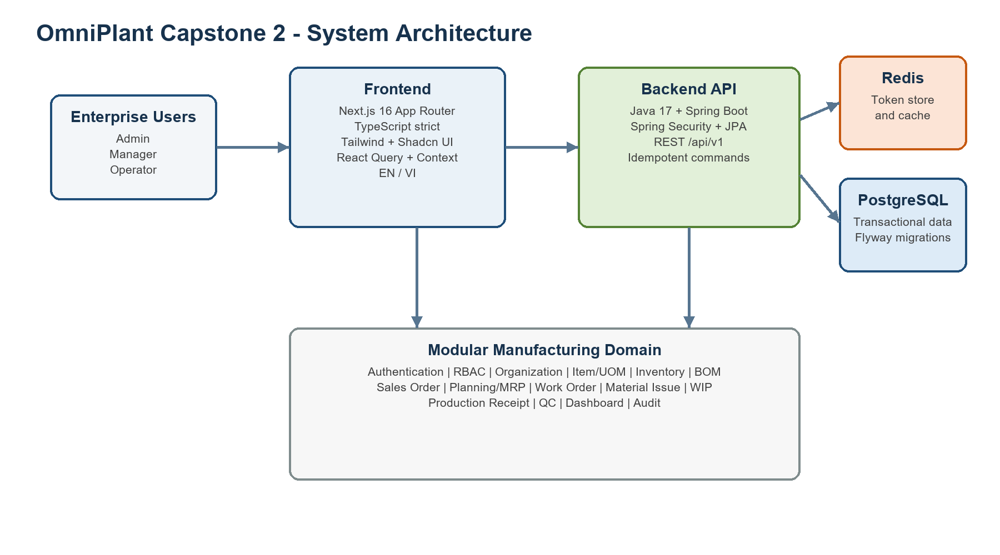 OmniPlant Capstone 2 - System Architecture
Enterprise Users
Admin
Manager
Operator
Frontend
Next.js 16 App Router
TypeScript strict
Tailwind + Shadcn UI
React Query + Context
EN / VI
Backend API
Java 17 + Spring Boot
Spring Security + JPA
REST /api/v1
Idempotent commands
Redis
Token store
and cache
PostgreSQL
Transactional data
Flyway migrations
Modular Manufacturing Domain
Authentication | RBAC | Organization | Item/UOM | Inventory | BOM
Sales Order | Planning/MRP | Work Order | Material Issue | WIP
Production Receipt | QC | Dashboard | Audit